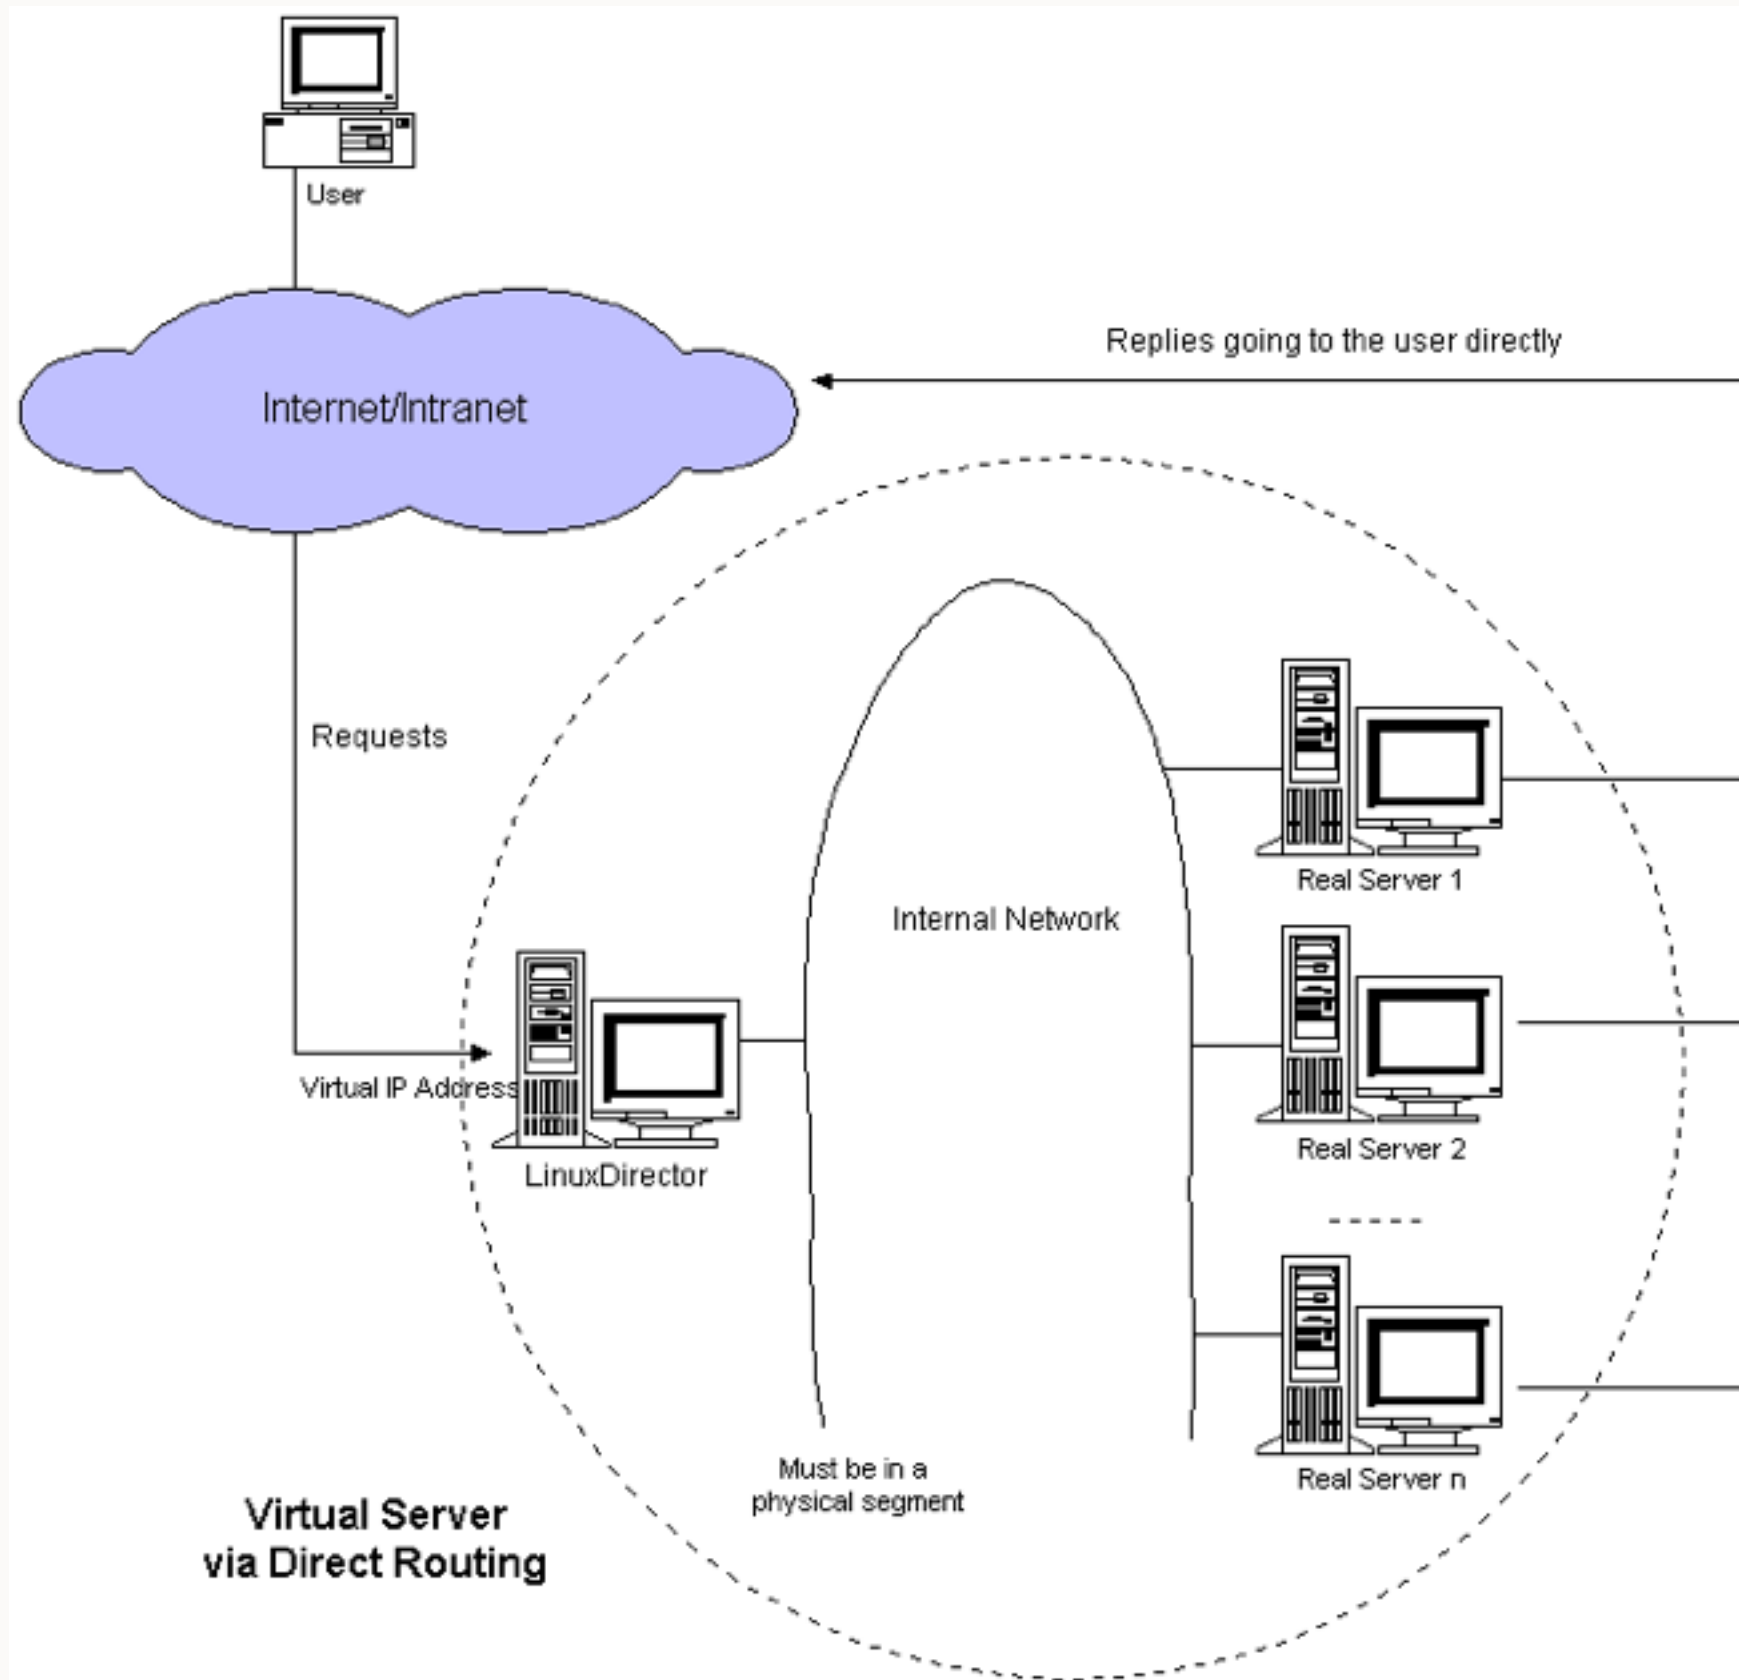 User
Internet/Intranet
Replies going to the user directly
Requests
Real Server 1
Internal Network
Virtual IP Address
LinuxDirector
Real Server 2
Real Server n
Must be in a
physical segment
Virtual Server
via Direct Routing